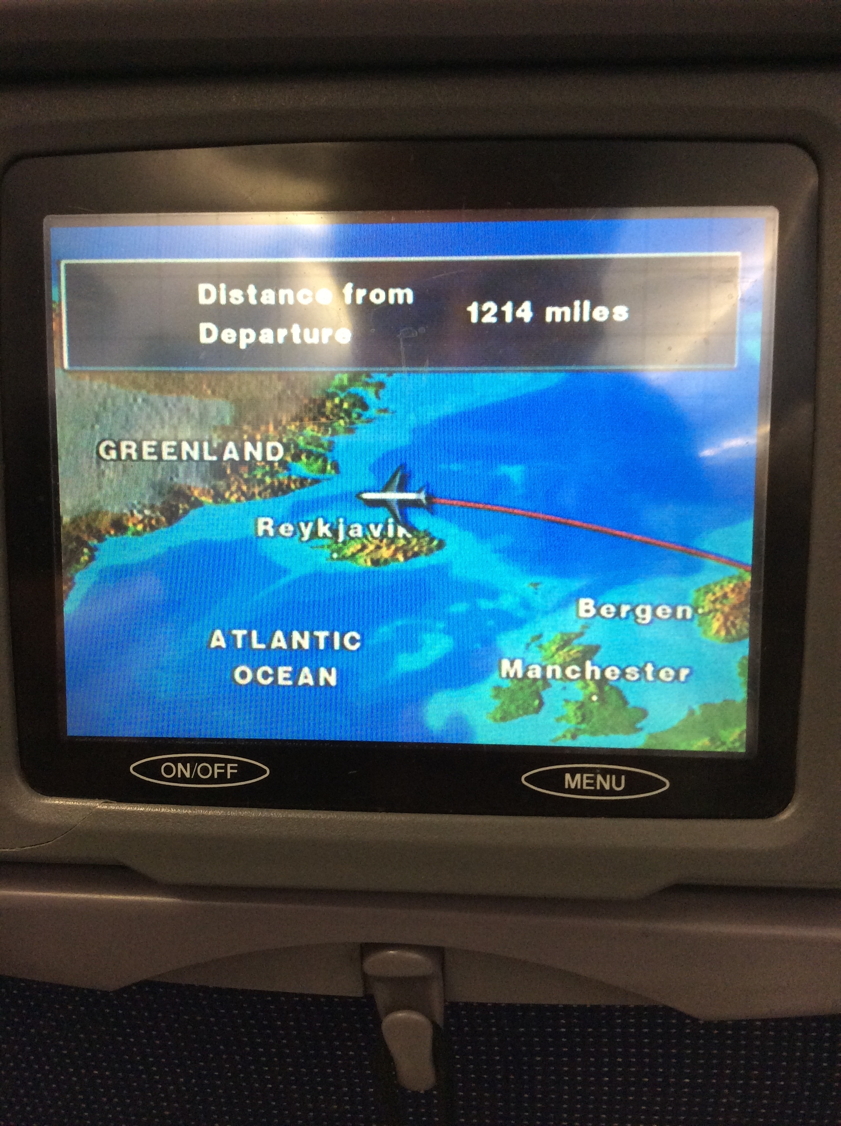 Distance from
Departure
1214 miles
GREENLAND
Reykjavik
Bergen
ATLANTIC
OCEAN
Manchester
ON/OFF
MENU